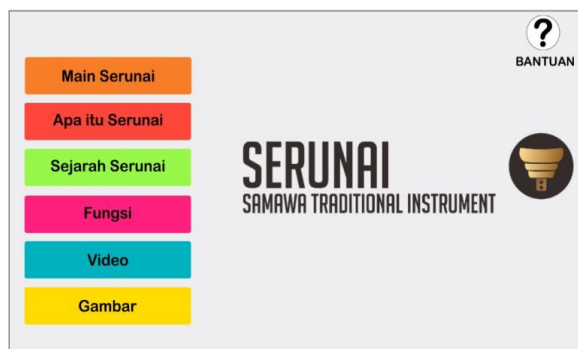 ?
BANTUAN
Main Serunai
Apa itu Serunai
Sejarah Serunai
Fungsi
Video
Gambar
SERUNAI
SAMAWA TRADITIONAL INSTRUMENT